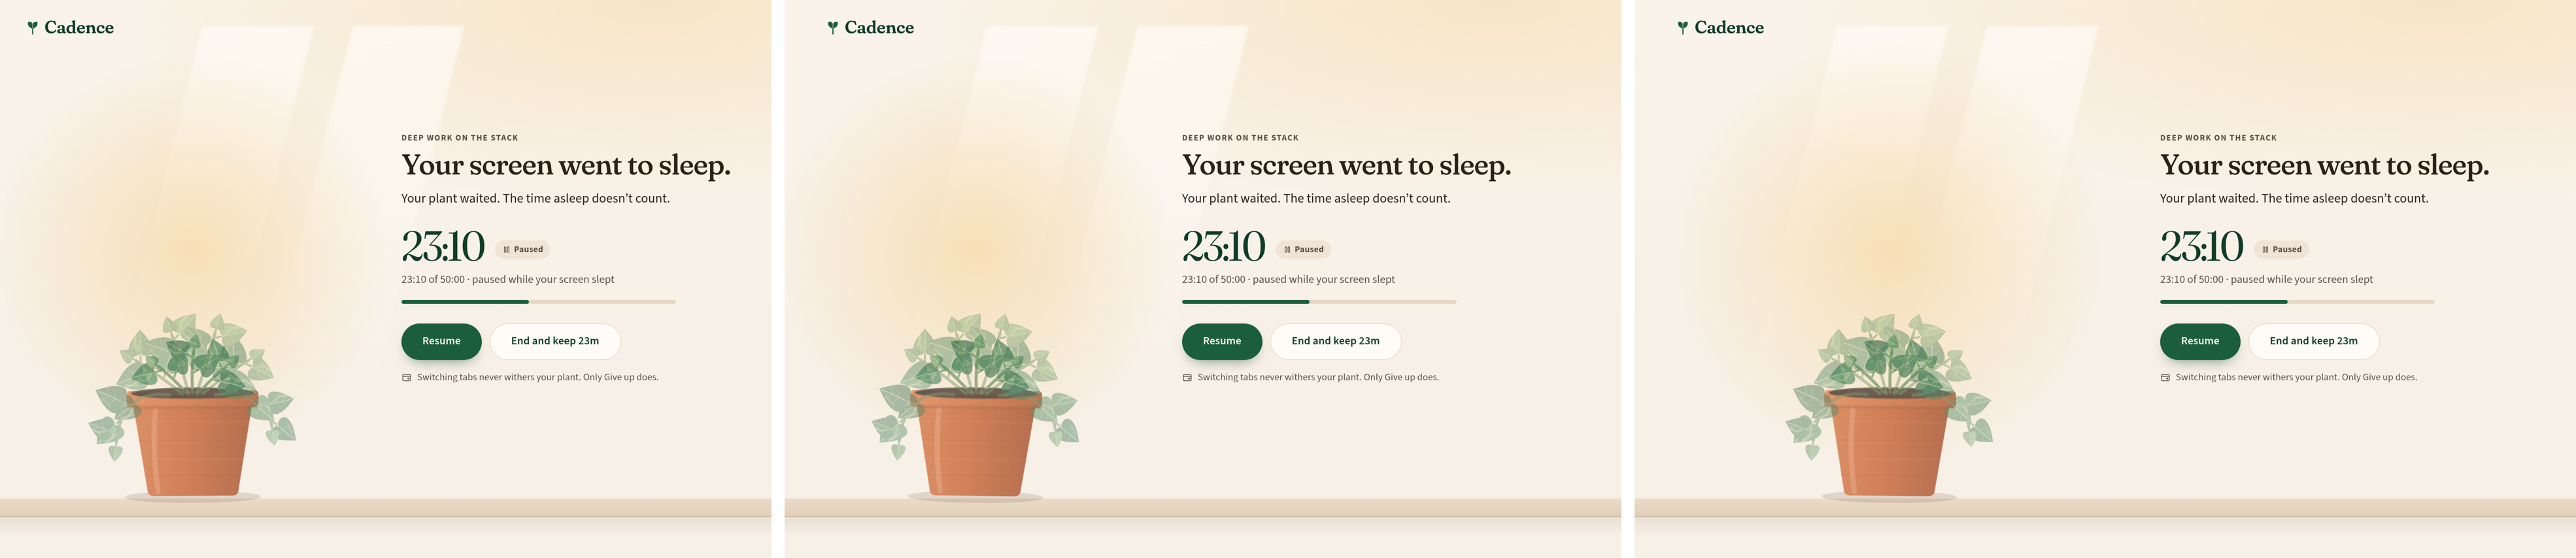 Cadence
DEEP WORK ON THE STACK
Your screen went to sleep.
Your plant waited. The time asleep doesn’t count.
23:10 Paused
23:10 of 50:00 · paused while your screen slept
Resume End and keep 23m
Switching tabs never withers your plant. Only Give up does.
Cadence
DEEP WORK ON THE STACK
Your screen went to sleep.
Your plant waited. The time asleep doesn’t count.
23:10 Paused
23:10 of 50:00 · paused while your screen slept
Resume End and keep 23m
Switching tabs never withers your plant. Only Give up does.
Cadence
DEEP WORK ON THE STACK
Your screen went to sleep.
Your plant waited. The time asleep doesn’t count.
23:10 Paused
23:10 of 50:00 · paused while your screen slept
Resume End and keep 23m
Switching tabs never withers your plant. Only Give up does.